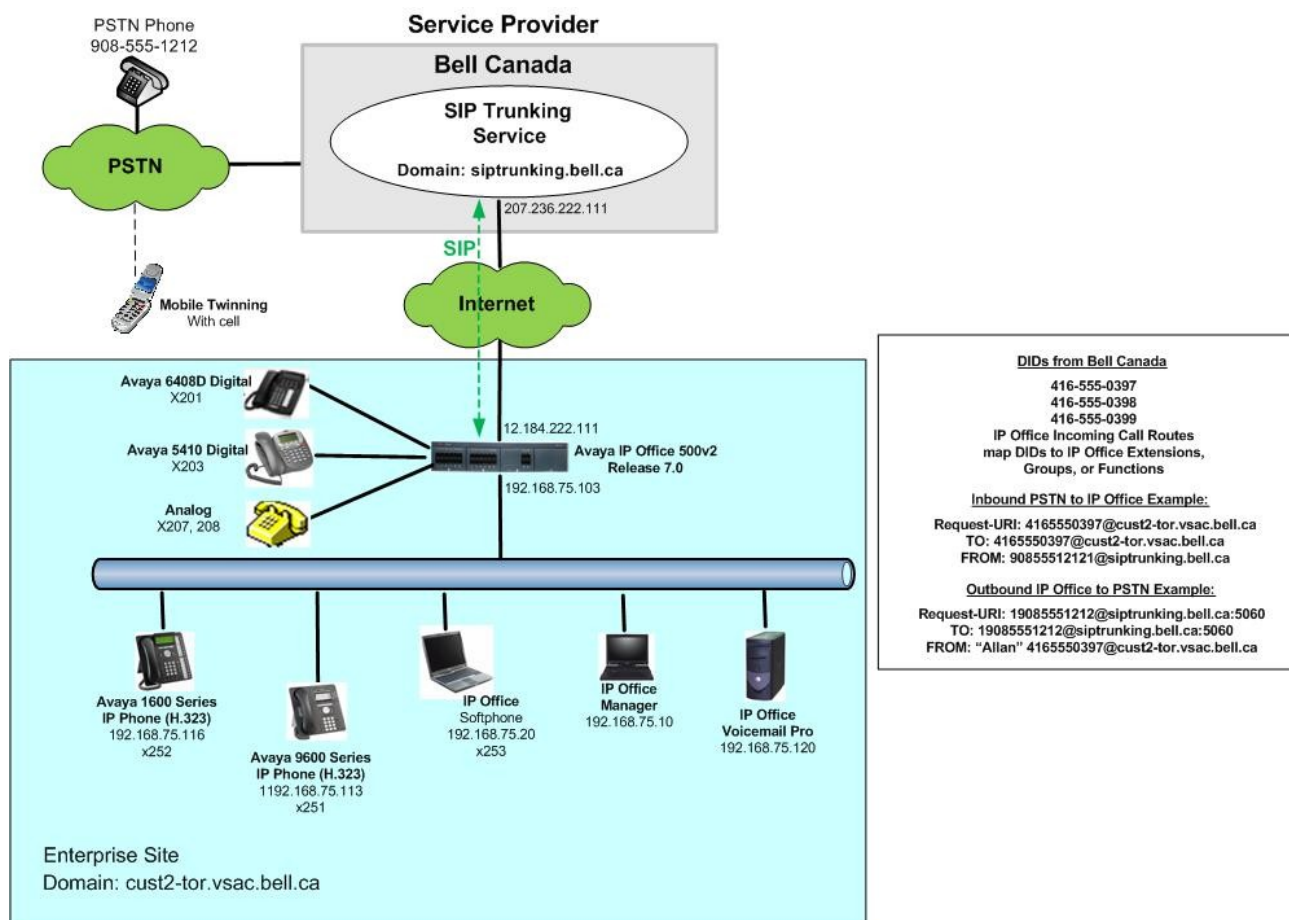 PSTN Phone
908-555-1212
Service Provider
Bell Canada
SIP Trunking
Service
Domain: siptrunking.bell.ca
PSTN
207.236.222.111
SIP
Internet
Mobile Twinning
With cell
Avaya 6408D Digital
X201
Avaya 5410 Digital
X203
Analog
X207, 208
12.184.222.111
Avaya IP Office 500v2
Release 7.0
192.168.75.103
Avaya 1600 Series
IP Phone (H.323)
192.168.75.116
x252
Avaya 9600 Series
IP Phone (H.323)
1192.168.75.113
x251
IP Office
Softphone
192.168.75.20
x253
IP Office
Manager
192.168.75.10
IP Office
Voicemail Pro
192.168.75.120
Enterprise Site
Domain: cust2-tor.vsac.bell.ca
DIDs from Bell Canada
416-555-0397
416-555-0398
416-555-0399
IP Office Incoming Call Routes
map DIDs to IP Office Extensions,
Groups, or Functions
Inbound PSTN to IP Office Example:
Request-URI: 4165550397@cust2-tor.vsac.bell.ca
TO: 4165550397@cust2-tor.vsac.bell.ca
FROM: 90855512121@siptrunking.bell.ca
Outbound IP Office to PSTN Example:
Request-URI: 19085551212@siptrunking.bell.ca:5060
TO: 19085551212@siptrunking.bell.ca:5060
FROM: “Allan” 4165550397@cust2-tor.vsac.bell.ca